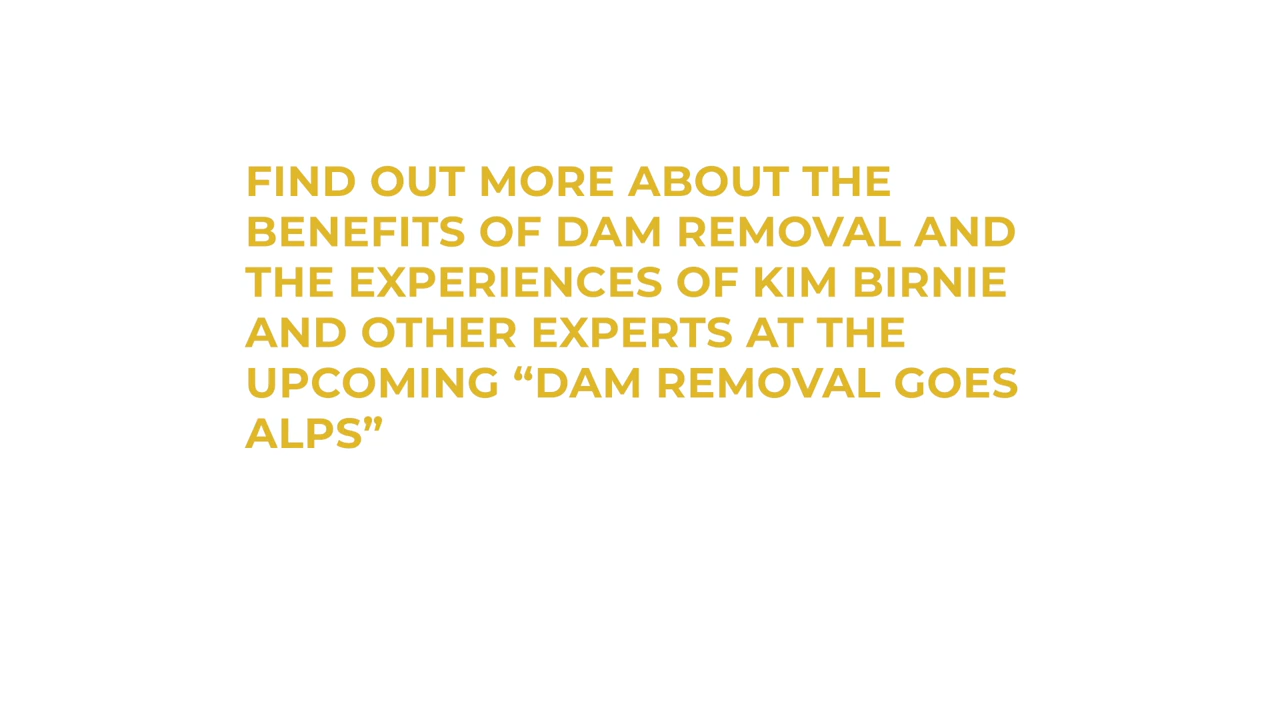 FIND OUT MORE ABOUT THE
BENEFITS OF DAM REMOVAL AND
THE EXPERIENCES OF KIM BIRNIE
AND OTHER EXPERTS AT THE
UPCOMING “DAM REMOVAL GOES
ALPS”